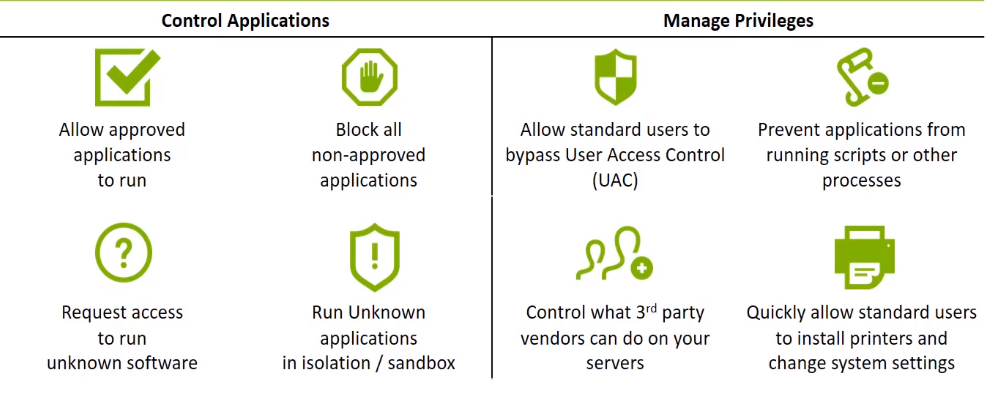 Control Applications
Manage Privileges
Allow approved
applications
to run
Block all
non-approved
applications
Allow standard users to
bypass User Access Control
(UAC)
Prevent applications from
running scripts or other
processes
?
!
Request access
to run
unknown software
Run Unknown
applications
in isolation / sandbox
Control what 3rd party
vendors can do on your
servers
Quickly allow standard users
to install printers and
change system settings